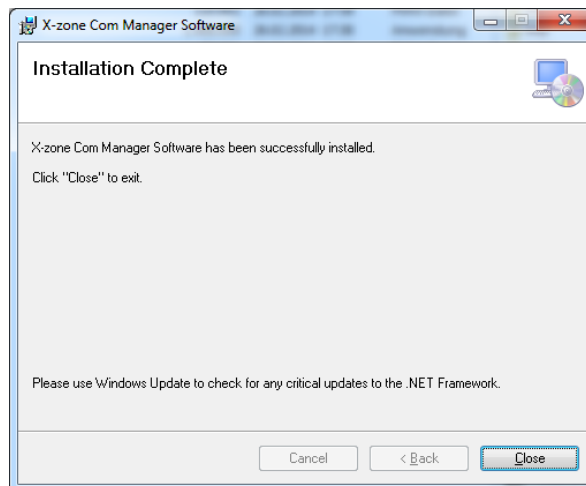 X-zone Com Manager Software
Installation Complete
X-zone Com Manager Software has been successfully installed.
Click "Close" to exit.
Please use Windows Update to check for any critical updates to the .NET Framework.
Cancel
< Back
Close